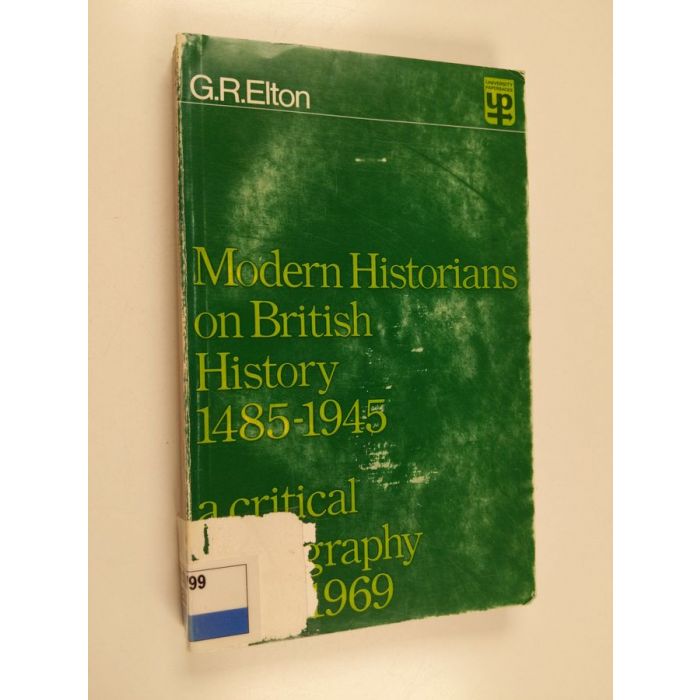 G.R.Elton
UNIVERSITY
PAPERBACKS
UP
Modern Historians
on British
History
1485-1945
a critical
graphy
1969
/99